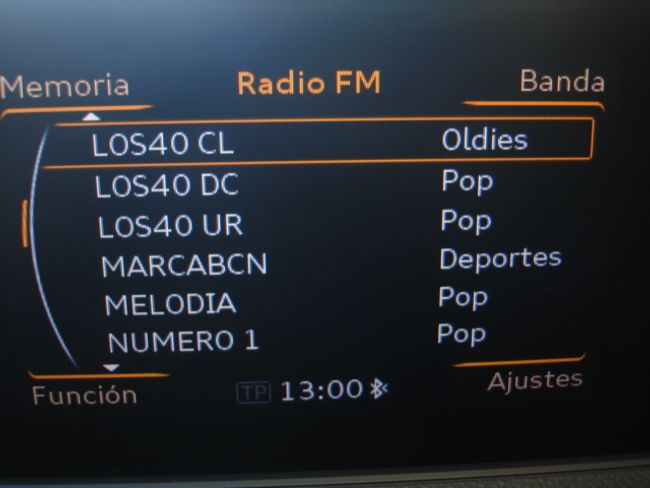 Memoria Radio FM Banda
LOS40 CL Oldies
LOS40 DC Pop
LOS40 UR Pop
MARCABCN Deportes
MELODIA Pop
NUMERO 1 Pop
Función TP 13:00 Ajustes